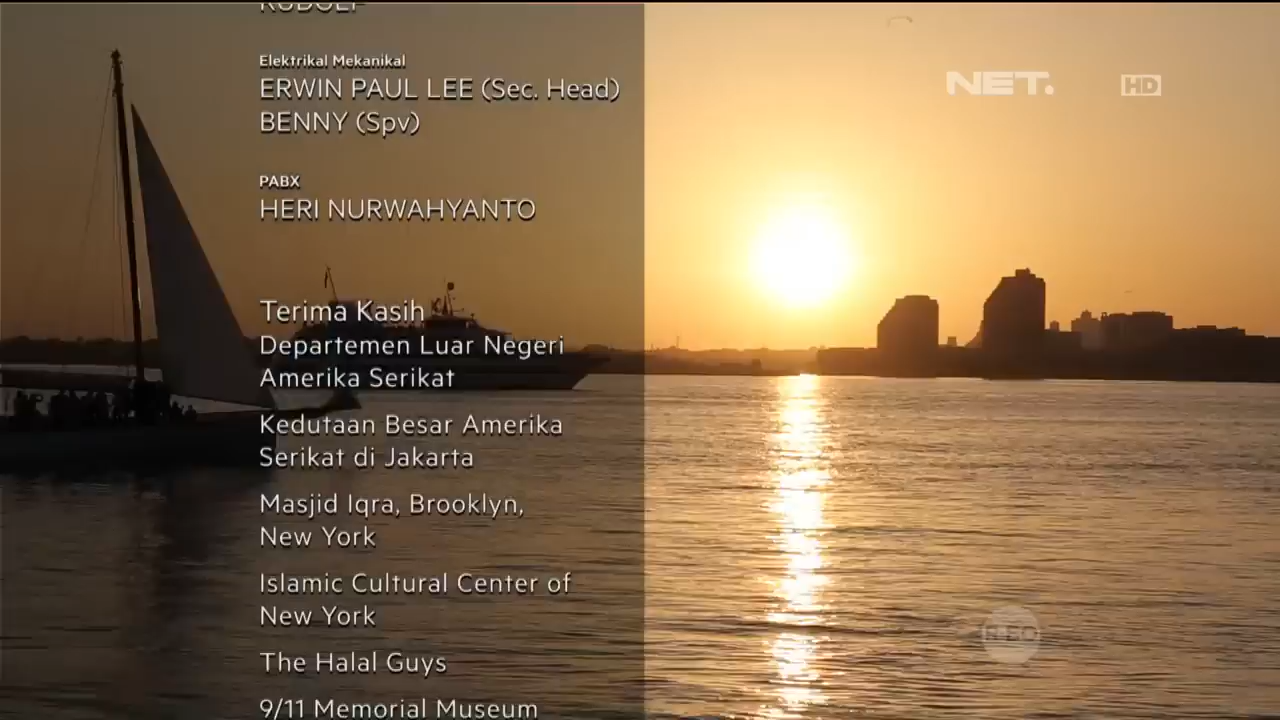 RUDOLF
Elektrikal Mekanikal
ERWIN PAUL LEE (Sec. Head)
BENNY (Spv)
PABX
HERI NURWAHYANTO
Terima Kasih
Departemen Luar Negeri
Amerika Serikat
Kedutaan Besar Amerika
Serikat di Jakarta
Masjid Iqra, Brooklyn,
New York
Islamic Cultural Center of
New York
The Halal Guys
9/11 Memorial Museum
NET.
HD